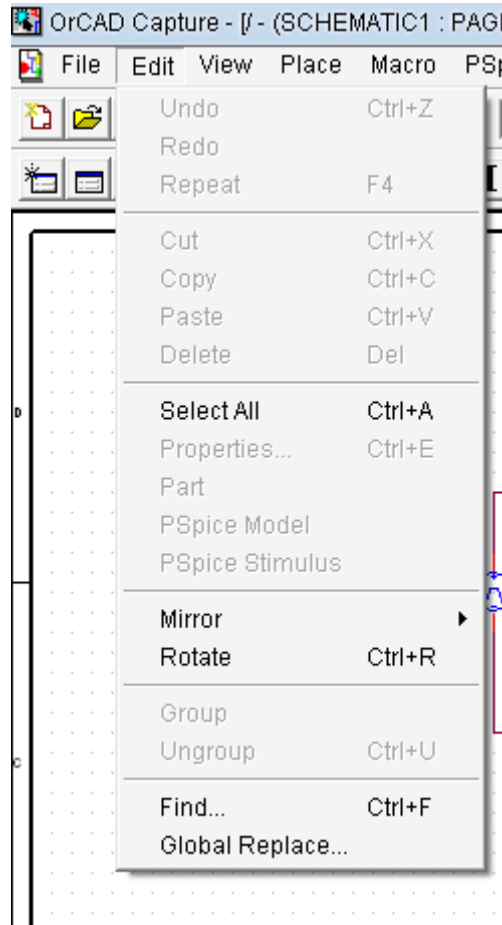 OrCAD Capture - [/ - (SCHEMATIC1 : PAG
File Edit View Place Macro PSp
Undo Ctrl+Z
Redo
Repeat F4
Cut Ctrl+X
Copy Ctrl+C
Paste Ctrl+V
Delete Del
Select All Ctrl+A
Properties... Ctrl+E
Part
PSpice Model
PSpice Stimulus
Mirror
Rotate Ctrl+R
Group
Ungroup Ctrl+U
Find... Ctrl+F
Global Replace...
D
C